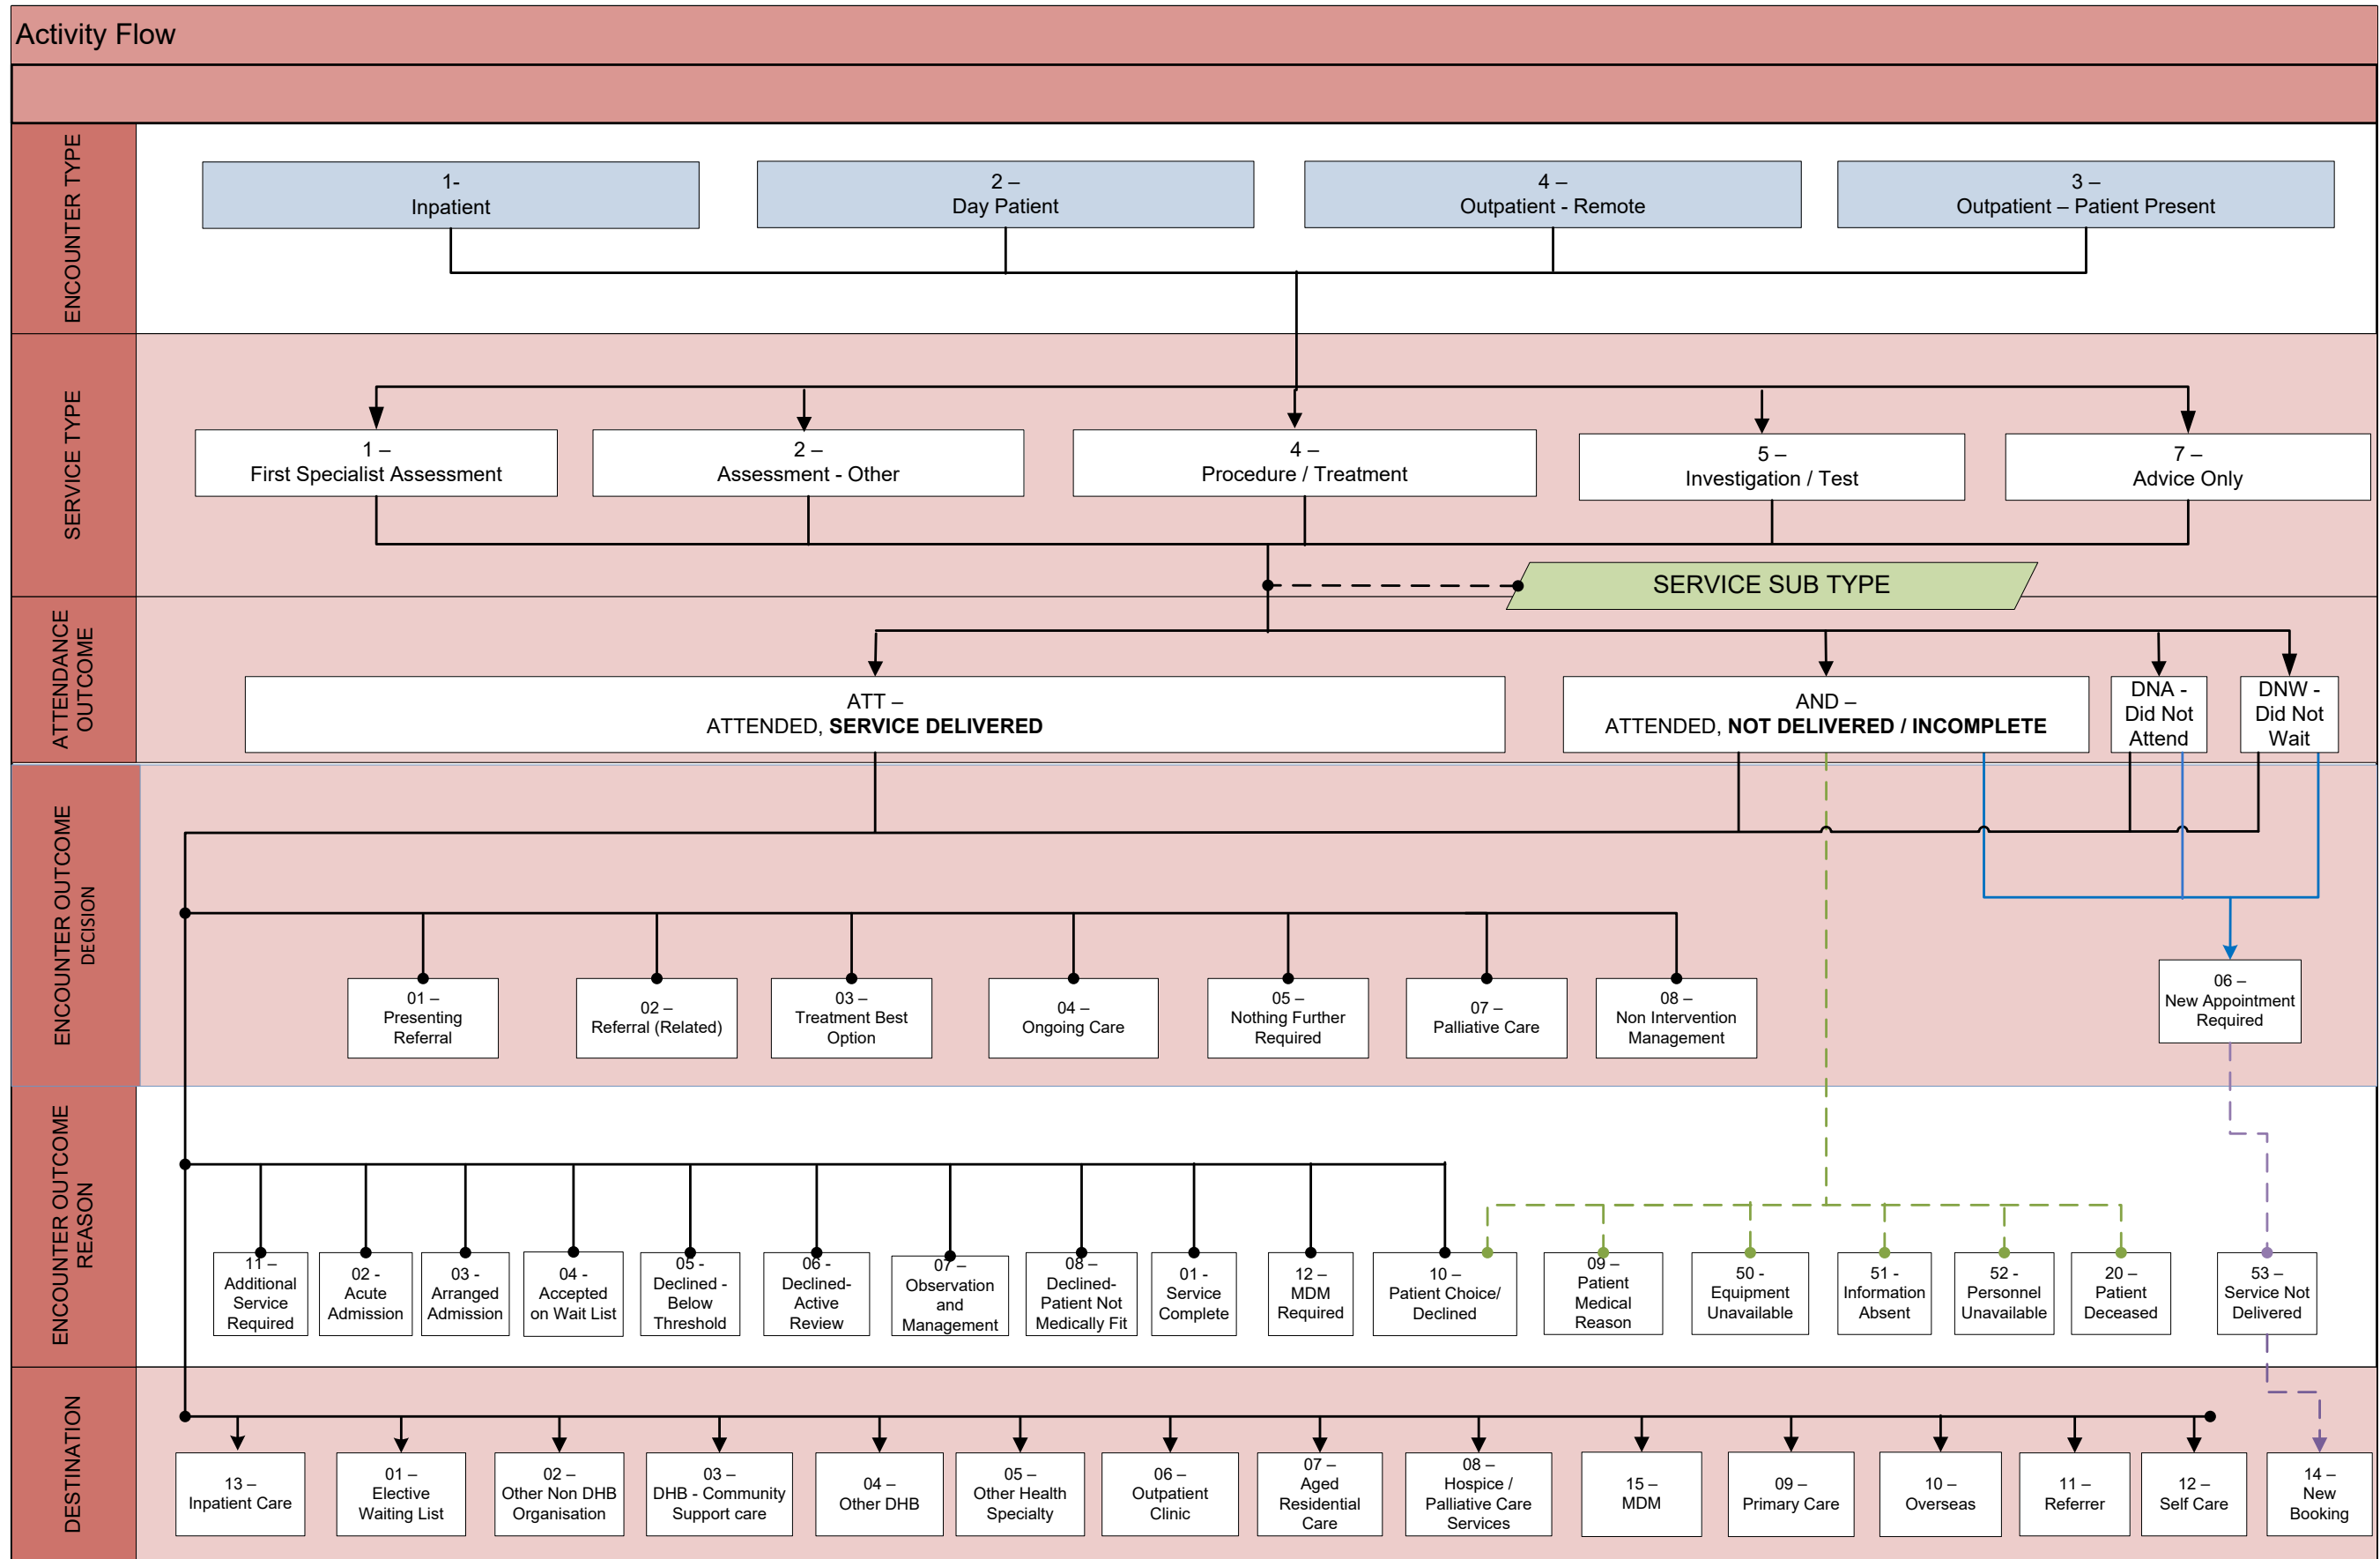 Activity Flow
ENCOUNTER TYPE
1-
Inpatient
2 –
Day Patient
4 –
Outpatient - Remote
3 –
Outpatient – Patient Present
SERVICE TYPE
1 –
First Specialist Assessment
2 –
Assessment - Other
4 –
Procedure / Treatment
5 –
Investigation / Test
7 –
Advice Only
SERVICE SUB TYPE
ATTENDANCE
OUTCOME
ATT –
ATTENDED, SERVICE DELIVERED
AND –
ATTENDED, NOT DELIVERED / INCOMPLETE
DNA -
Did Not
Attend
DNW -
Did Not
Wait
ENCOUNTER OUTCOME
DECISION
01 –
Presenting
Referral
02 –
Referral (Related)
03 –
Treatment Best
Option
04 –
Ongoing Care
05 –
Nothing Further
Required
07 –
Palliative Care
08 –
Non Intervention
Management
06 –
New Appointment
Required
ENCOUNTER OUTCOME
REASON
11 –
Additional
Service
Required
02 -
Acute
Admission
03 -
Arranged
Admission
04 -
Accepted
on Wait List
05 -
Declined -
Below
Threshold
06 -
Declined-
Active
Review
07 –
Observation
and
Management
08 –
Declined-
Patient Not
Medically Fit
01 -
Service
Complete
12 –
MDM
Required
10 –
Patient Choice/
Declined
09 –
Patient
Medical
Reason
50 -
Equipment
Unavailable
51 -
Information
Absent
52 -
Personnel
Unavailable
20 –
Patient
Deceased
53 –
Service Not
Delivered
DESTINATION
13 –
Inpatient Care
01 –
Elective
Waiting List
02 –
Other Non DHB
Organisation
03 –
DHB - Community
Support care
04 –
Other DHB
05 –
Other Health
Specialty
06 –
Outpatient
Clinic
07 –
Aged
Residential
Care
08 –
Hospice /
Palliative Care
Services
15 –
MDM
09 –
Primary Care
10 –
Overseas
11 –
Referrer
12 –
Self Care
14 –
New
Booking